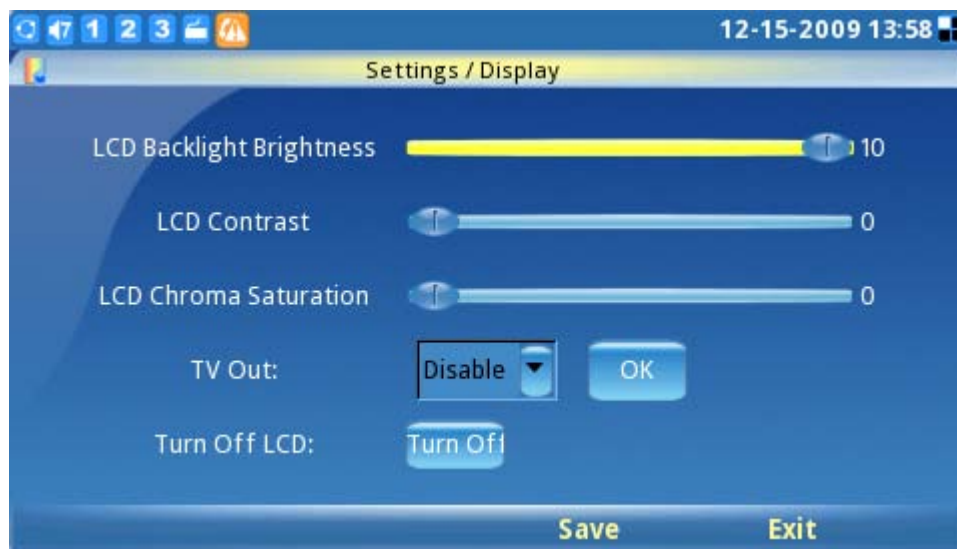 7 1 2 3 12-15-2009 13:58
Settings / Display
LCD Backlight Brightness 10
LCD Contrast 0
LCD Chroma Saturation 0
TV Out: Disable OK
Turn Off LCD: Turn Off
Save Exit